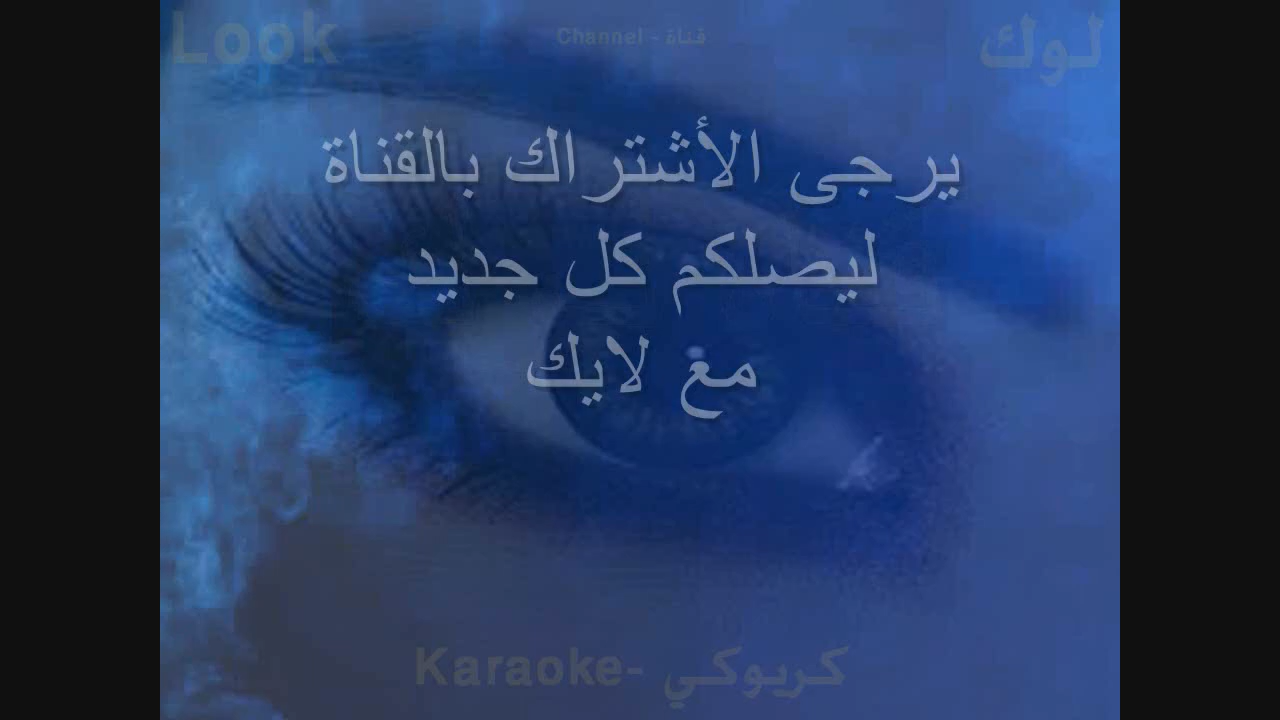 Look
Channel - قناة
لوك
يرجى الأشتراك بالقناة
ليصلكم كل جديد
مع لايك
Karaoke- كريوكي